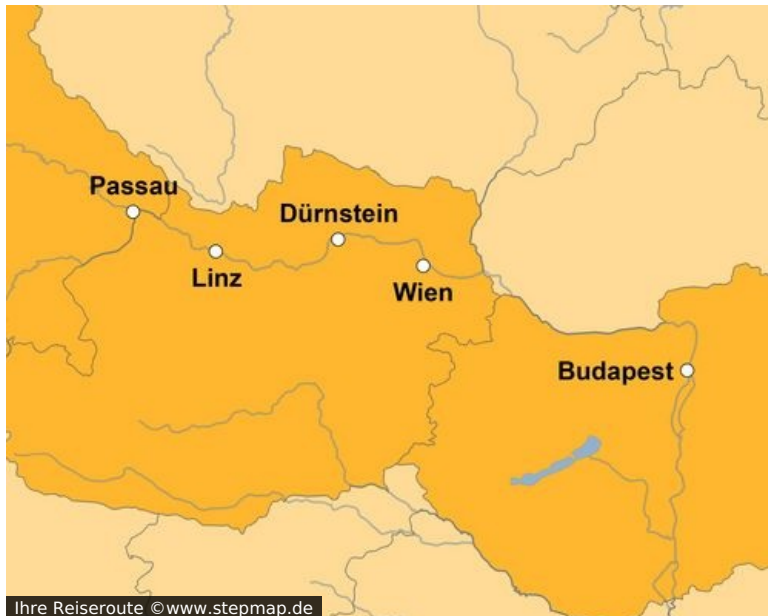 Passau
Dürnstein
Linz
Wien
Budapest
Ihre Reiseroute ©www.stepmap.de